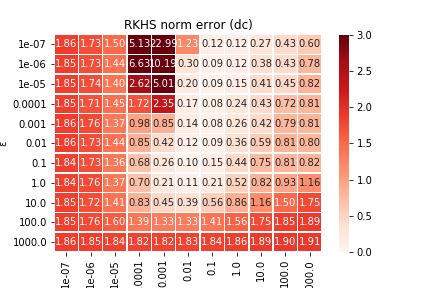 RKHS norm error (dc)
1e-07 1.86 1.73 1.50 5.13 22.99 1.23 0.12 0.12 0.27 0.43 0.60
1e-06 1.85 1.73 1.44 6.63 10.19 0.30 0.09 0.12 0.38 0.43 0.78
1e-05 1.85 1.74 1.40 2.62 5.01 0.20 0.09 0.15 0.41 0.45 0.82
0.0001 1.85 1.71 1.45 1.72 2.35 0.17 0.08 0.24 0.43 0.72 0.81
0.001 1.86 1.76 1.37 0.98 0.85 0.14 0.08 0.26 0.42 0.79 0.81
0.01 1.86 1.73 1.44 0.85 0.42 0.12 0.09 0.36 0.59 0.81 0.80
0.1 1.84 1.73 1.36 0.68 0.26 0.10 0.15 0.44 0.75 0.81 0.82
1.0 1.84 1.76 1.37 0.70 0.21 0.11 0.21 0.52 0.82 0.93 1.16
10.0 1.85 1.72 1.41 0.83 0.45 0.39 0.56 0.86 1.16 1.50 1.75
100.0 1.85 1.76 1.60 1.39 1.33 1.33 1.41 1.56 1.75 1.85 1.89
1000.0 1.86 1.85 1.84 1.82 1.82 1.83 1.84 1.86 1.89 1.90 1.91
ε
1e-07 1e-06 1e-05 0001 0.001 0.01 0.1 1.0 10.0 100.0 000.0
3.0
2.5
2.0
1.5
1.0
0.5
0.0